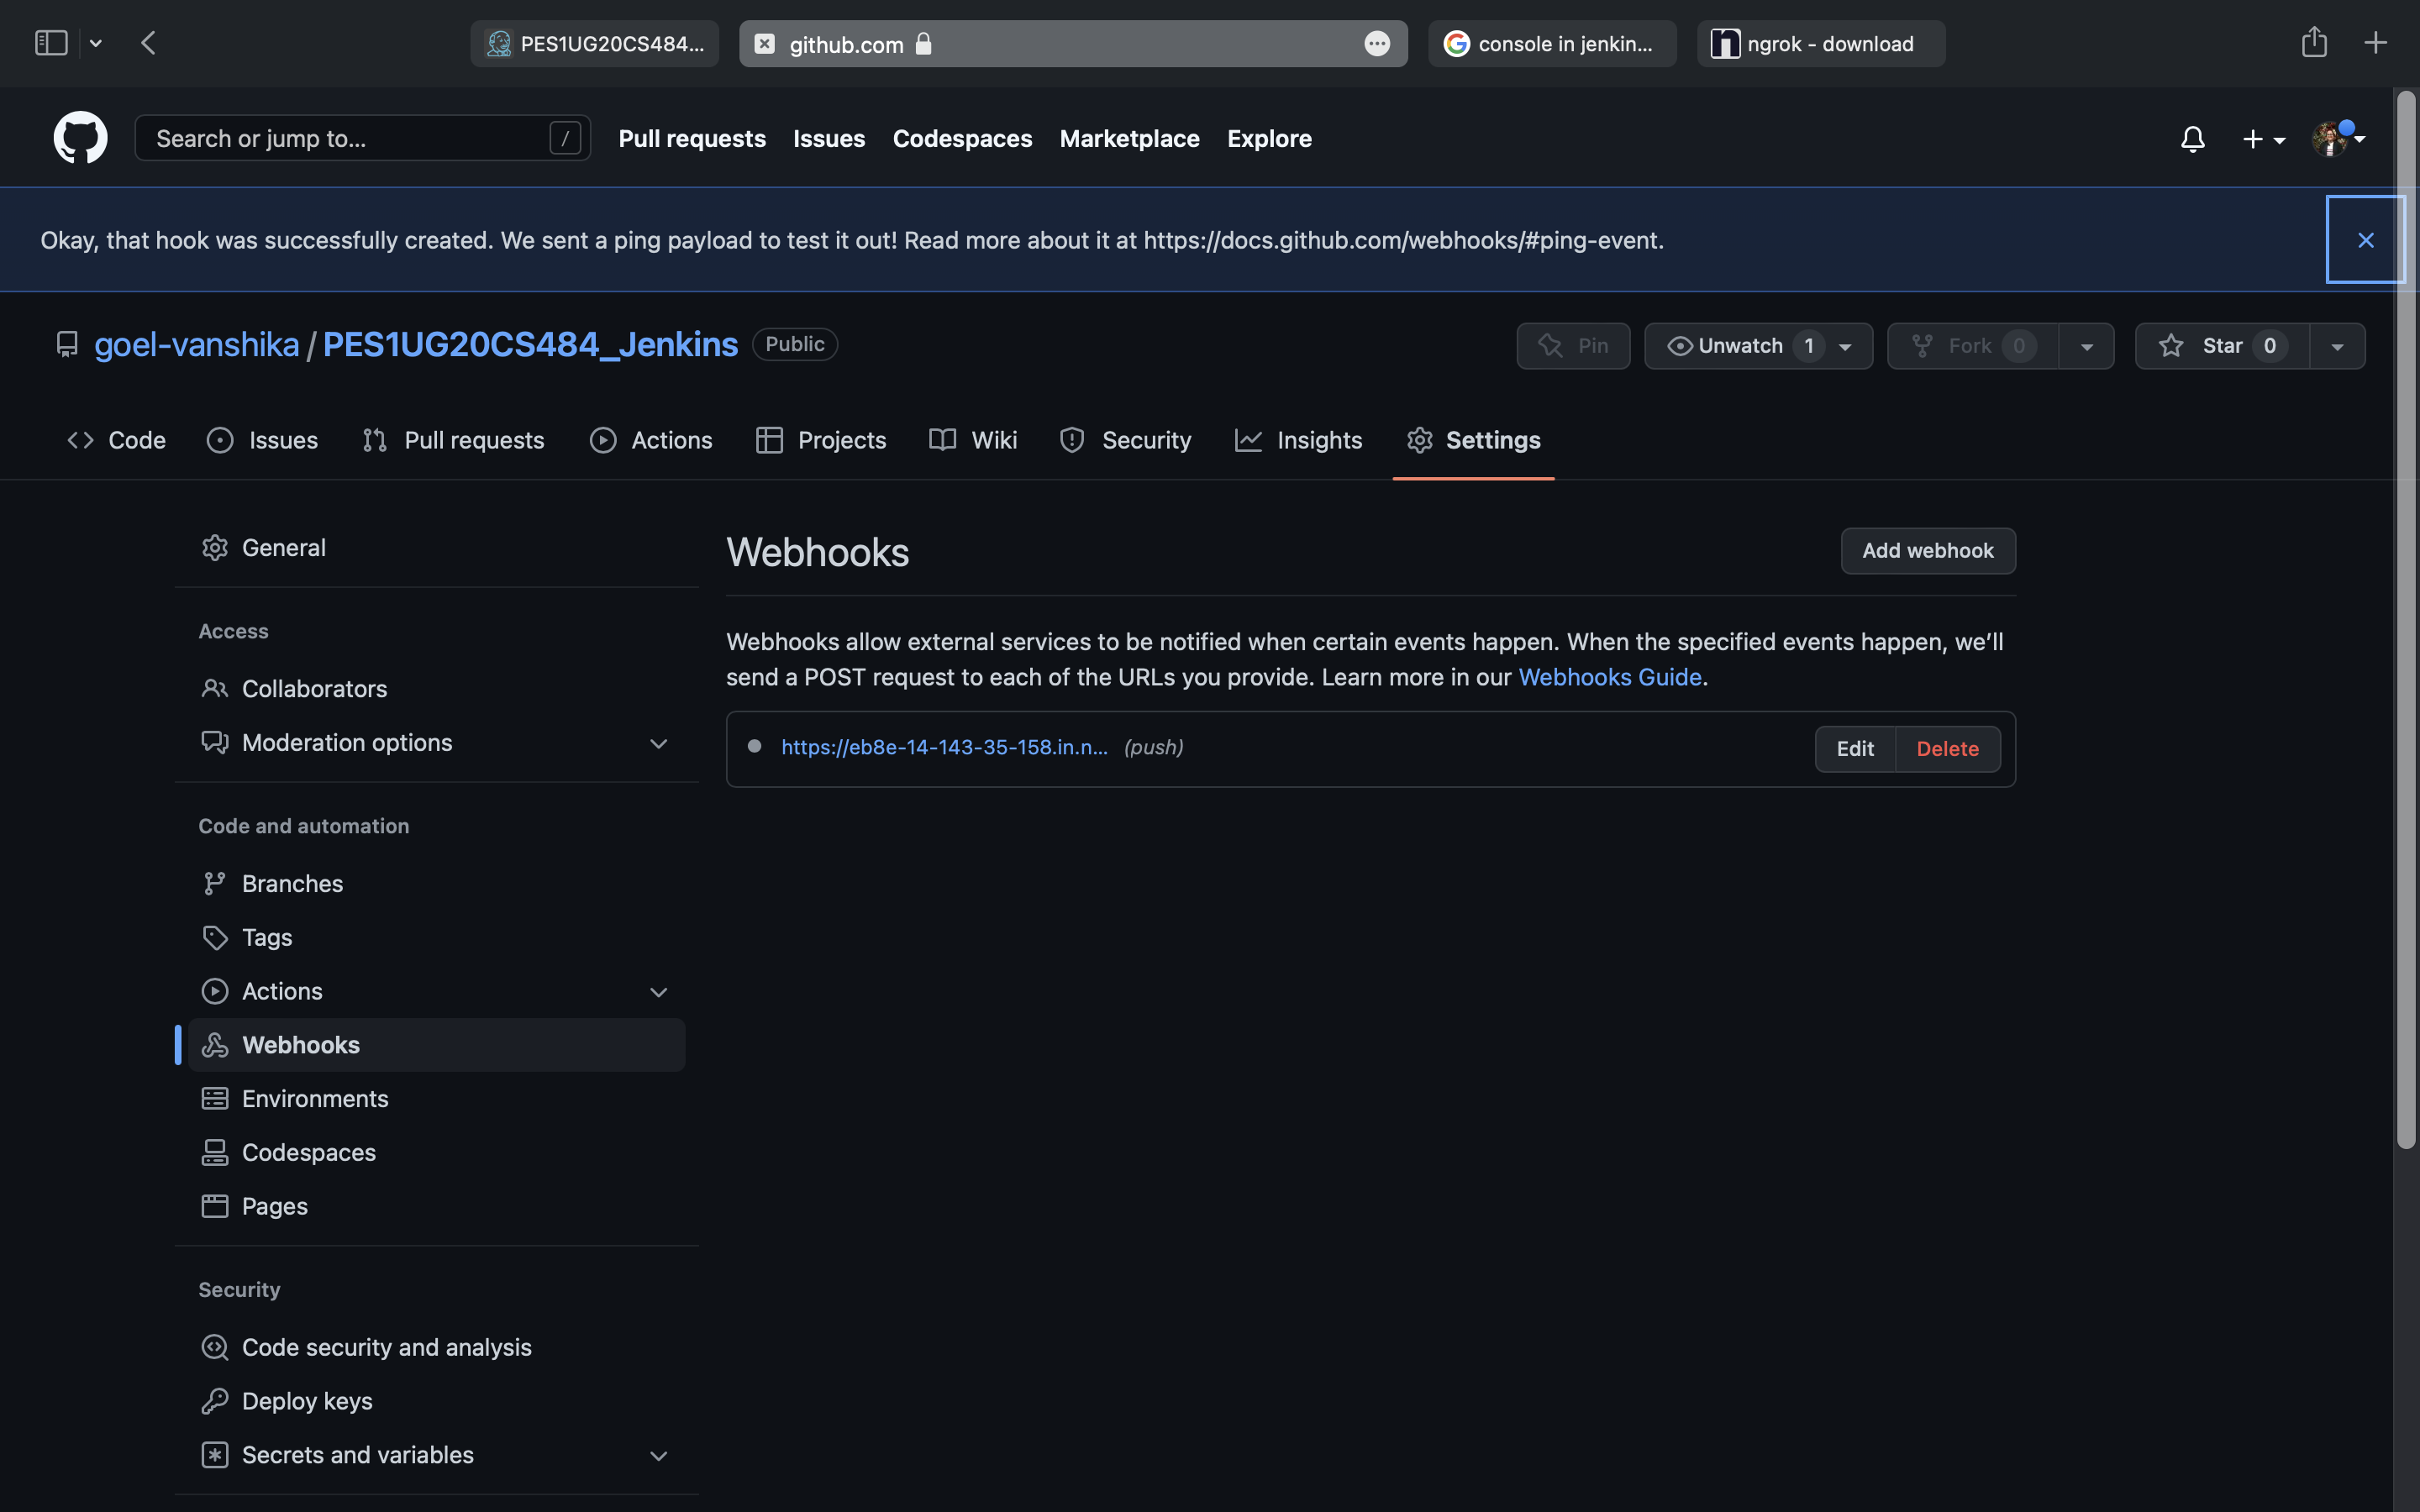 PES1UG20CS484...
github.com
console in jenkin...
ngrok - download
Search or jump to...
/
Pull requests
Issues
Codespaces
Marketplace
Explore
Okay, that hook was successfully created. We sent a ping payload to test it out! Read more about it at https://docs.github.com/webhooks/#ping-event.
goel-vanshika / PES1UG20CS484_Jenkins
Public
Pin
Unwatch 1
Fork 0
Star 0
Code
Issues
Pull requests
Actions
Projects
Wiki
Security
Insights
Settings
General
Access
Collaborators
Moderation options
Code and automation
Branches
Tags
Actions
Webhooks
Environments
Codespaces
Pages
Security
Code security and analysis
Deploy keys
Secrets and variables
Webhooks
Add webhook
Webhooks allow external services to be notified when certain events happen. When the specified events happen, we’ll
send a POST request to each of the URLs you provide. Learn more in our Webhooks Guide.
https://eb8e-14-143-35-158.in.n... (push)
Edit
Delete